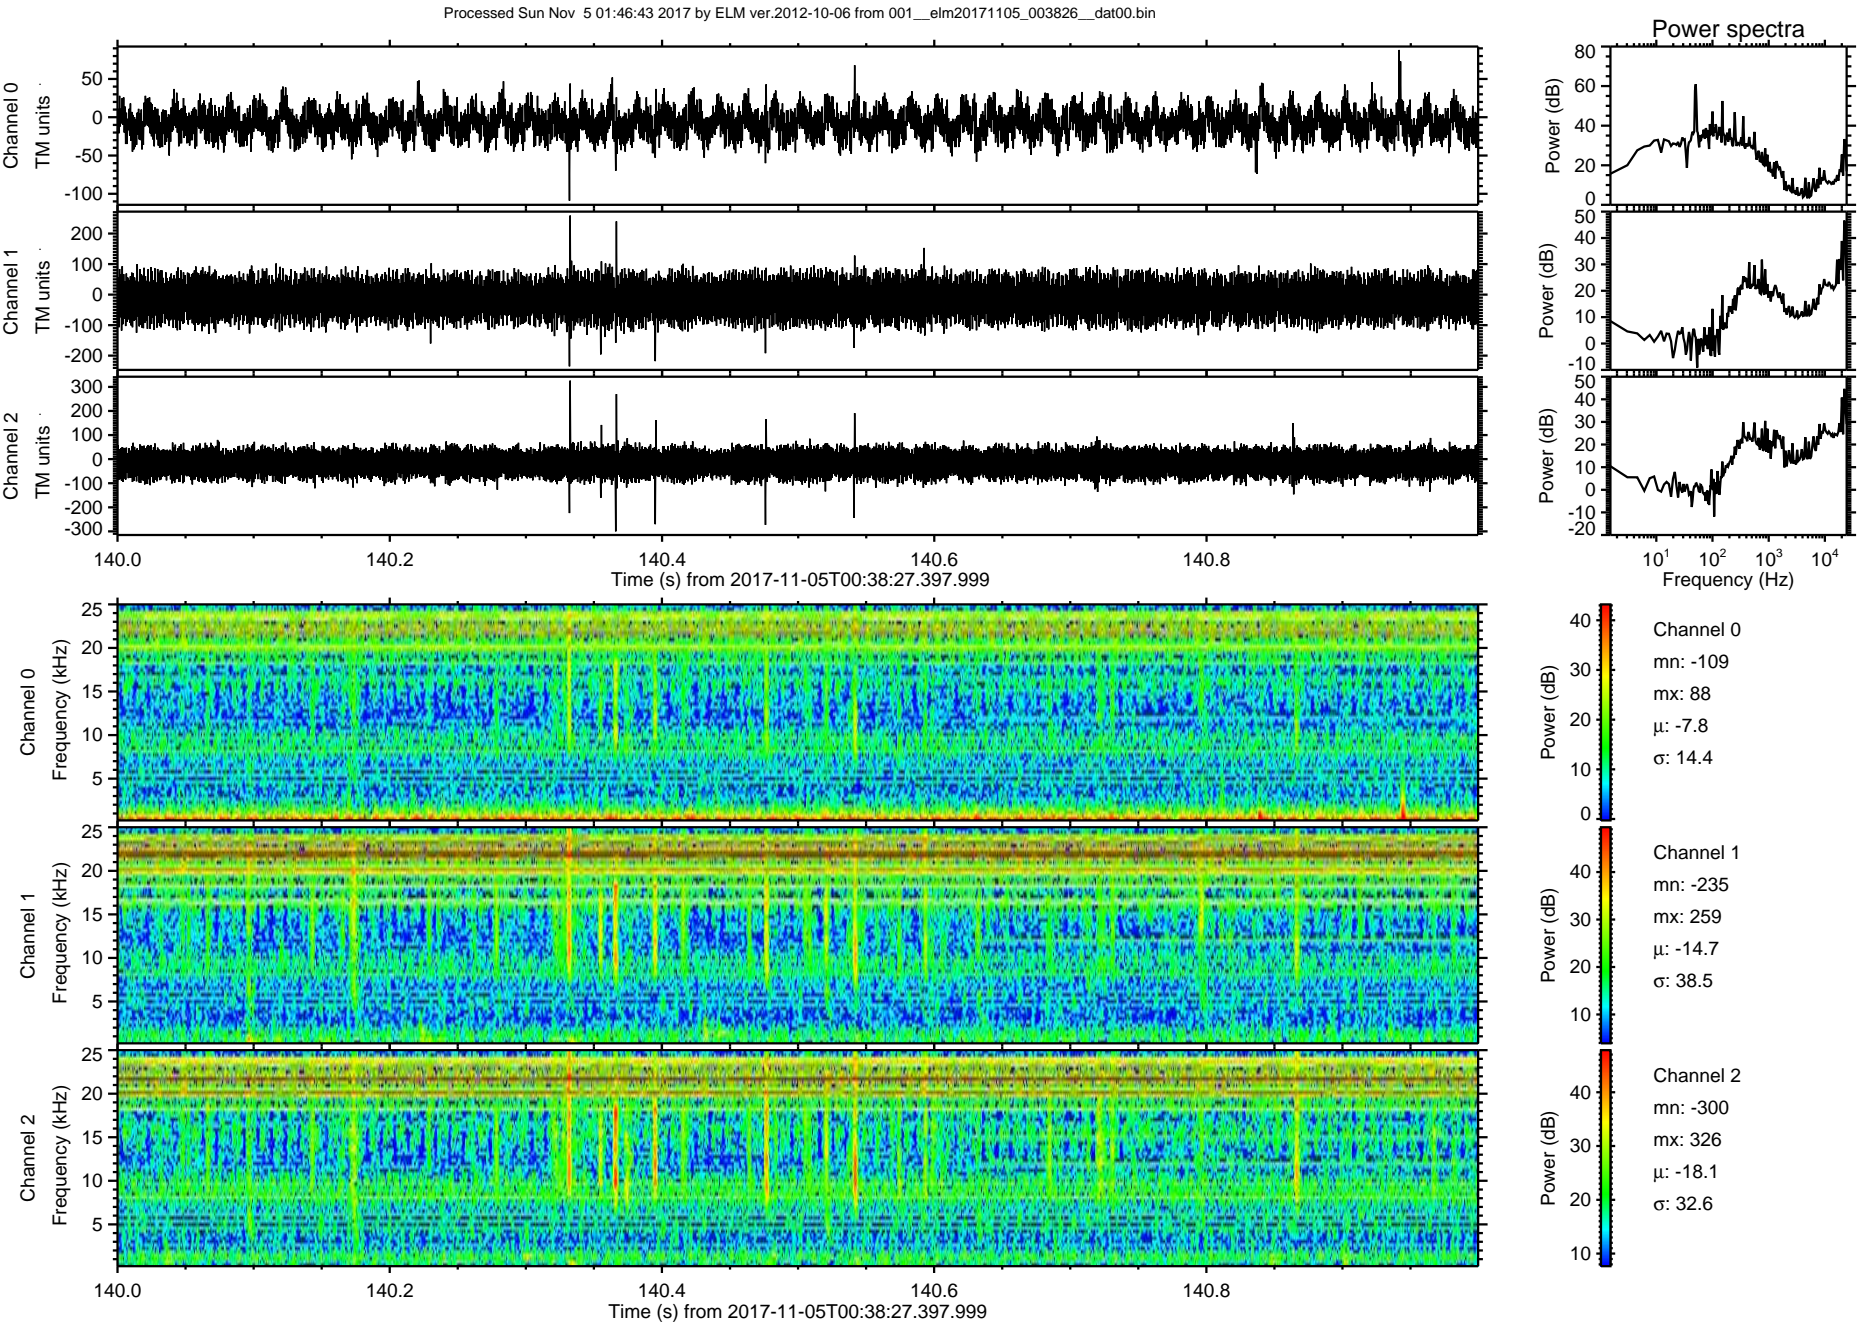 Processed Sun Nov  5 01:46:43 2017 by ELM ver.2012-10-06 from 001__elm20171105_003826__dat00.bin
Power spectra
Channel 0
TM units
50
0
-50
-100
Power (dB)
80
60
40
20
0
Channel 1
TM units
200
100
0
-100
-200
Power (dB)
50
40
30
20
10
0
-10
Channel 2
TM units
300
200
100
0
-100
-200
-300
Power (dB)
50
40
30
20
10
0
-10
-20
140.0 140.2 140.4 140.6 140.8
Time (s) from 2017-11-05T00:38:27.397.999
10^1 10^2 10^3 10^4
Frequency (Hz)
Channel 0
Frequency (kHz)
25
20
15
10
5
Power (dB)
40
30
20
10
0
Channel 0
mn: -109
mx: 88
μ: -7.8
σ: 14.4
Channel 1
Frequency (kHz)
25
20
15
10
5
Power (dB)
40
30
20
10
Channel 1
mn: -235
mx: 259
μ: -14.7
σ: 38.5
Channel 2
Frequency (kHz)
25
20
15
10
5
Power (dB)
40
30
20
10
Channel 2
mn: -300
mx: 326
μ: -18.1
σ: 32.6
140.0 140.2 140.4 140.6 140.8
Time (s) from 2017-11-05T00:38:27.397.999